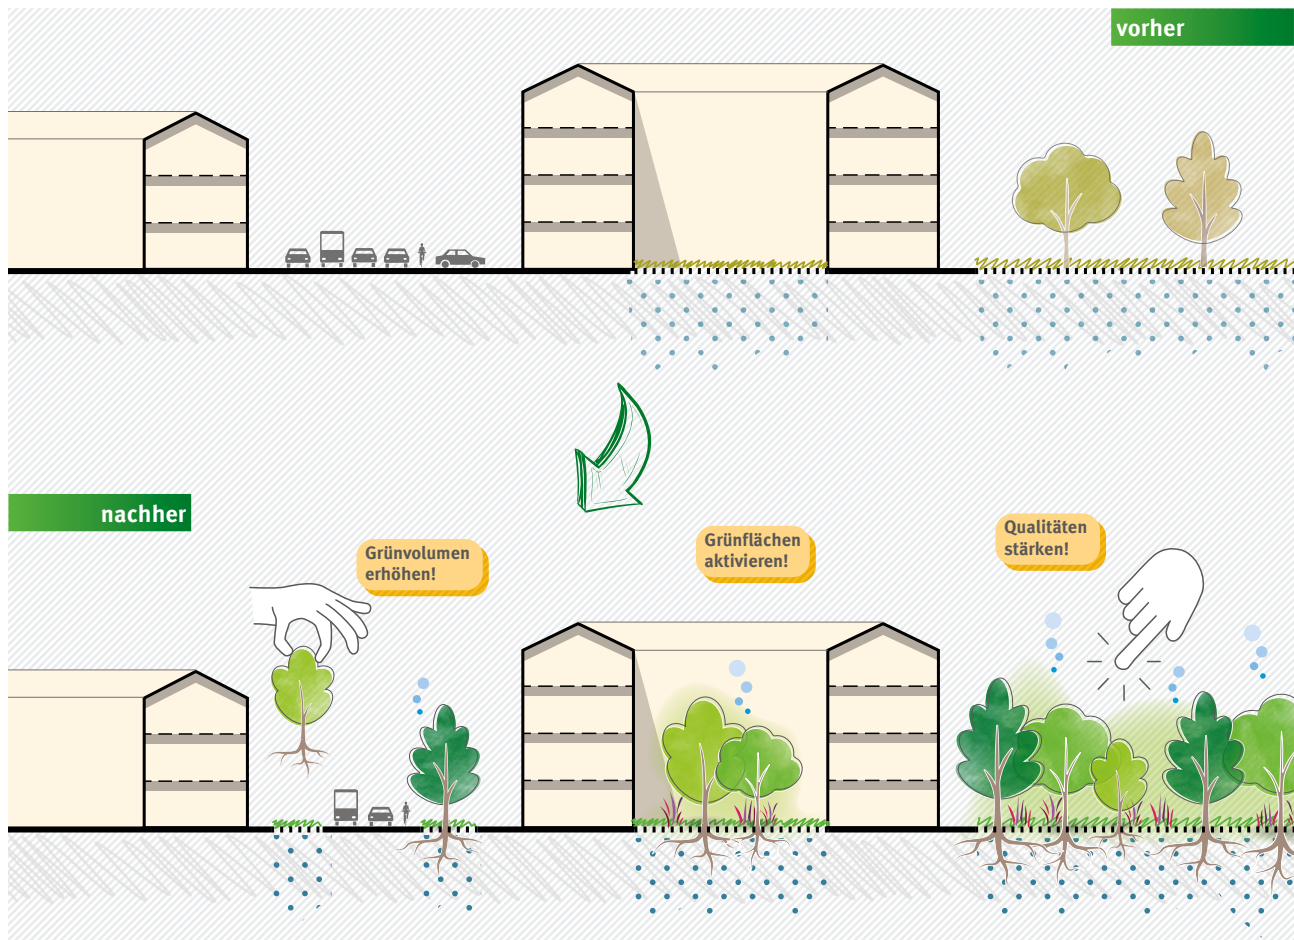 vorher
nachher
Grünvolumen
erhöhen!
Grünflächen
aktivieren!
Qualitäten
stärken!